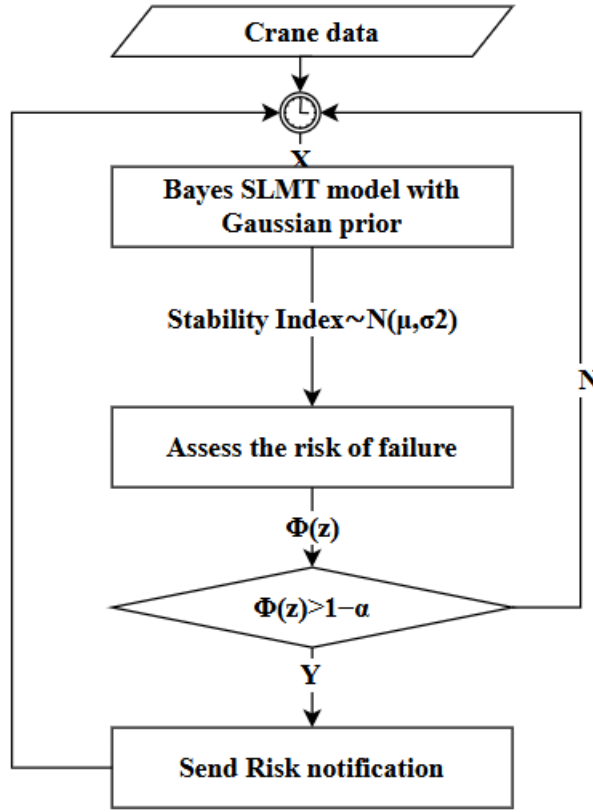 Crane data
X
Bayes SLMT model with
Gaussian prior
Stability Index~N(μ,σ2)
N
Assess the risk of failure
Φ(z)
Φ(z)>1−α
Y
Send Risk notification